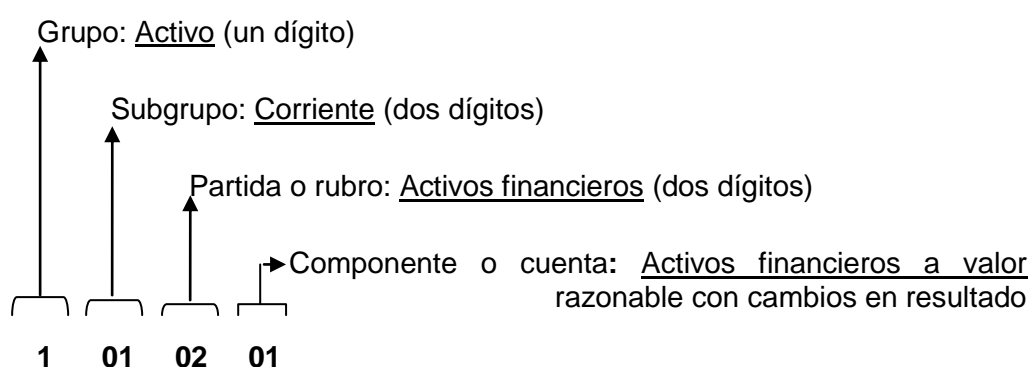 Grupo: Activo (un dígito)
Subgrupo: Corriente (dos dígitos)
Partida o rubro: Activos financieros (dos dígitos)
Componente o cuenta: Activos financieros a valor
razonable con cambios en resultado
1 01 02 01